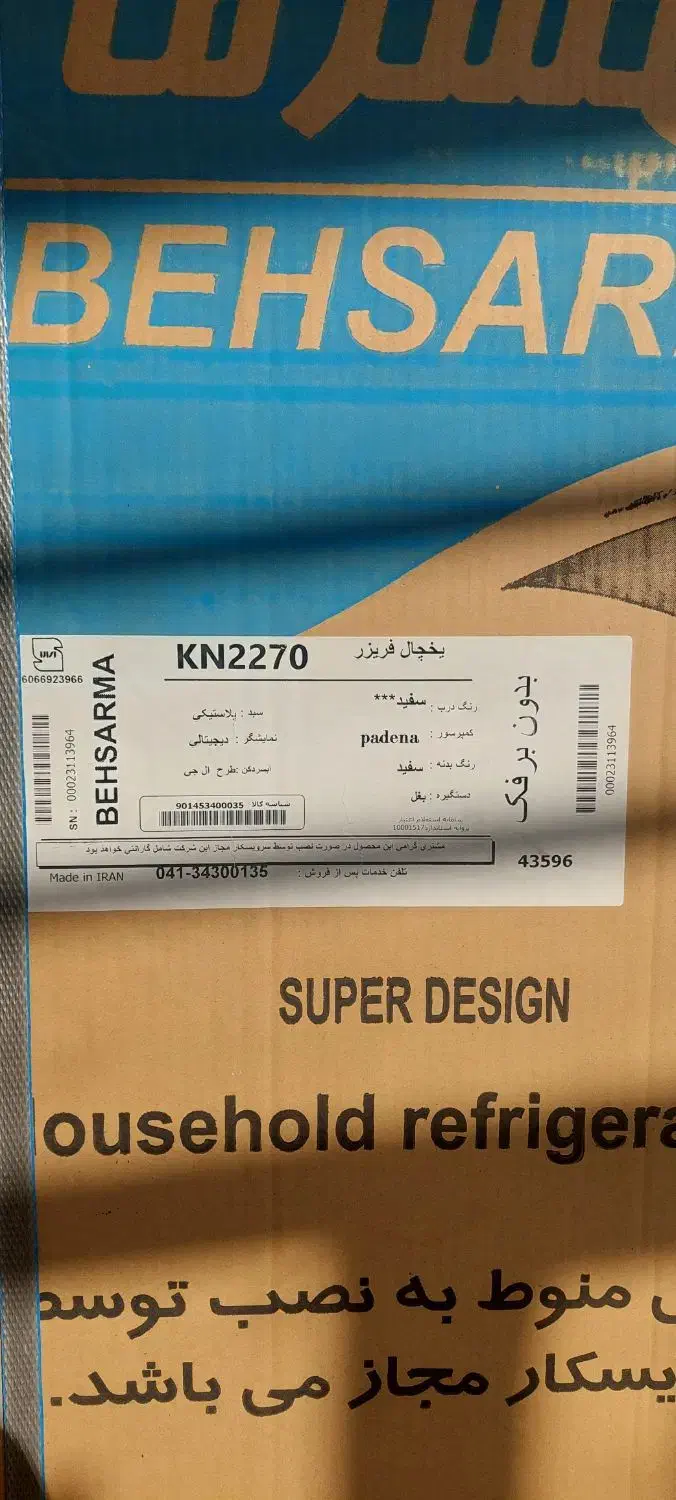 BEHSAR
6066923966
SN: 00023113964
BEHSARMA
KN2270
یخچال فریزر
رنگ درب : سفید***
سبد : پلاستیکی
کمپرسور : padena
نمایشگر : دیجیتالی
رنگ بدنه : سفید
آبسردکن :طرح ال جی
دستگیره : بغل
شناسه کالا 901453400035
پروانه استاندارد10001517
بدون برفک
00023113964
43596
مشتری گرامی این محصول در صورت نصب توسط سرویسکار مجاز این شرکت شامل گارانتی خواهد بود
Made in IRAN
تلفن خدمات پس از فروش : 041-34300135
SUPER DESIGN
ousehold refrigera
منوط به نصب توسط
یسکار مجاز می باشد.